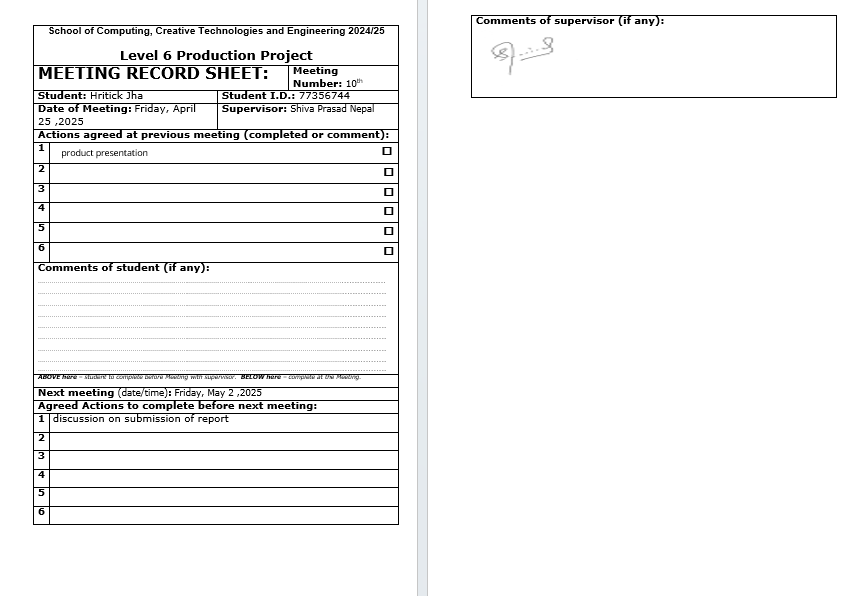 School of Computing, Creative Technologies and Engineering 2024/25
Level 6 Production Project
MEETING RECORD SHEET:
Meeting
Number: 10th
Student: Hritick Jha
Student I.D.: 77356744
Date of Meeting: Friday, April
25 ,2025
Supervisor: Shiva Prasad Nepal
Actions agreed at previous meeting (completed or comment):
1 product presentation
2
3
4
5
6
Comments of student (if any):
ABOVE here – student to complete before Meeting with supervisor. BELOW here – complete at the Meeting.
Next meeting (date/time): Friday, May 2 ,2025
Agreed Actions to complete before next meeting:
1 discussion on submission of report
2
3
4
5
6
Comments of supervisor (if any):